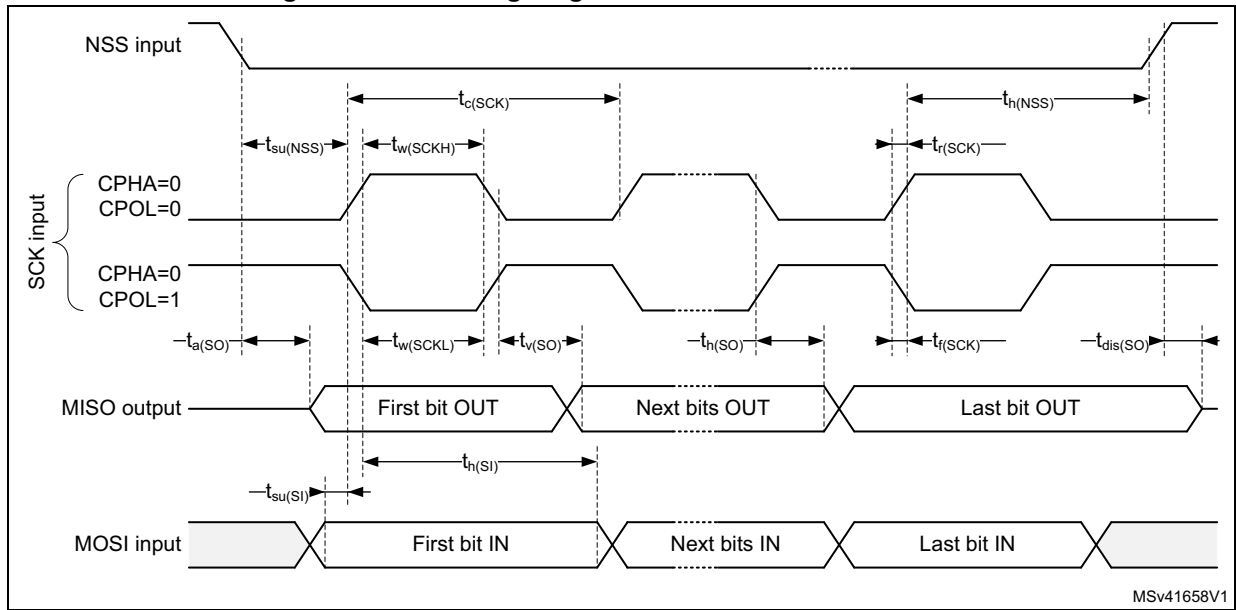 NSS input
tc(SCK)
th(NSS)
tsu(NSS)
tw(SCKH)
tr(SCK)
SCK input
CPHA=0
CPOL=0
CPHA=0
CPOL=1
ta(SO)
tw(SCKL)
tv(SO)
th(SO)
tf(SCK)
tdis(SO)
MISO output
First bit OUT
Next bits OUT
Last bit OUT
th(SI)
tsu(SI)
MOSI input
First bit IN
Next bits IN
Last bit IN
MSv41658V1